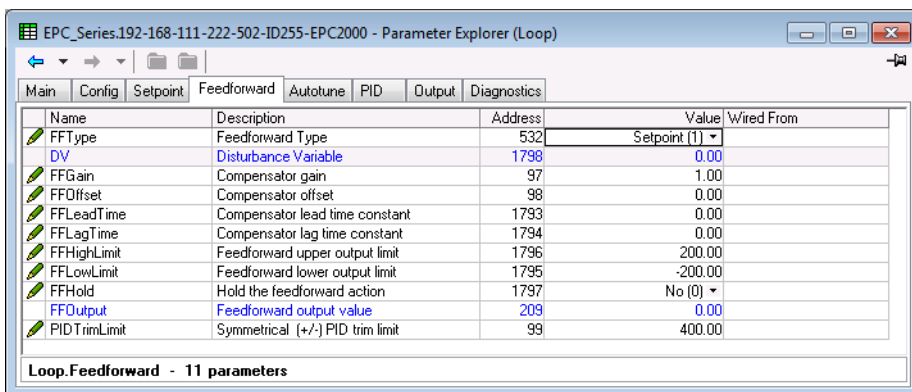 EPC_Series.192-168-111-222-502-ID255-EPC2000 - Parameter Explorer (Loop)
Main Config Setpoint Feedforward Autotune PID Output Diagnostics
Name Description Address Value Wired From
FFType Feedforward Type 532 Setpoint (1)
DV Disturbance Variable 1798 0.00
FFGain Compensator gain 97 1.00
FFOffset Compensator offset 98 0.00
FFLeadTime Compensator lead time constant 1793 0.00
FFLagTime Compensator lag time constant 1794 0.00
FFHighLimit Feedforward upper output limit 1796 200.00
FFLowLimit Feedforward lower output limit 1795 -200.00
FFHold Hold the feedforward action 1797 No (0)
FFOutput Feedforward output value 209 0.00
PIDTrimLimit Symmetrical (+/-) PID trim limit 99 400.00
Loop.Feedforward - 11 parameters